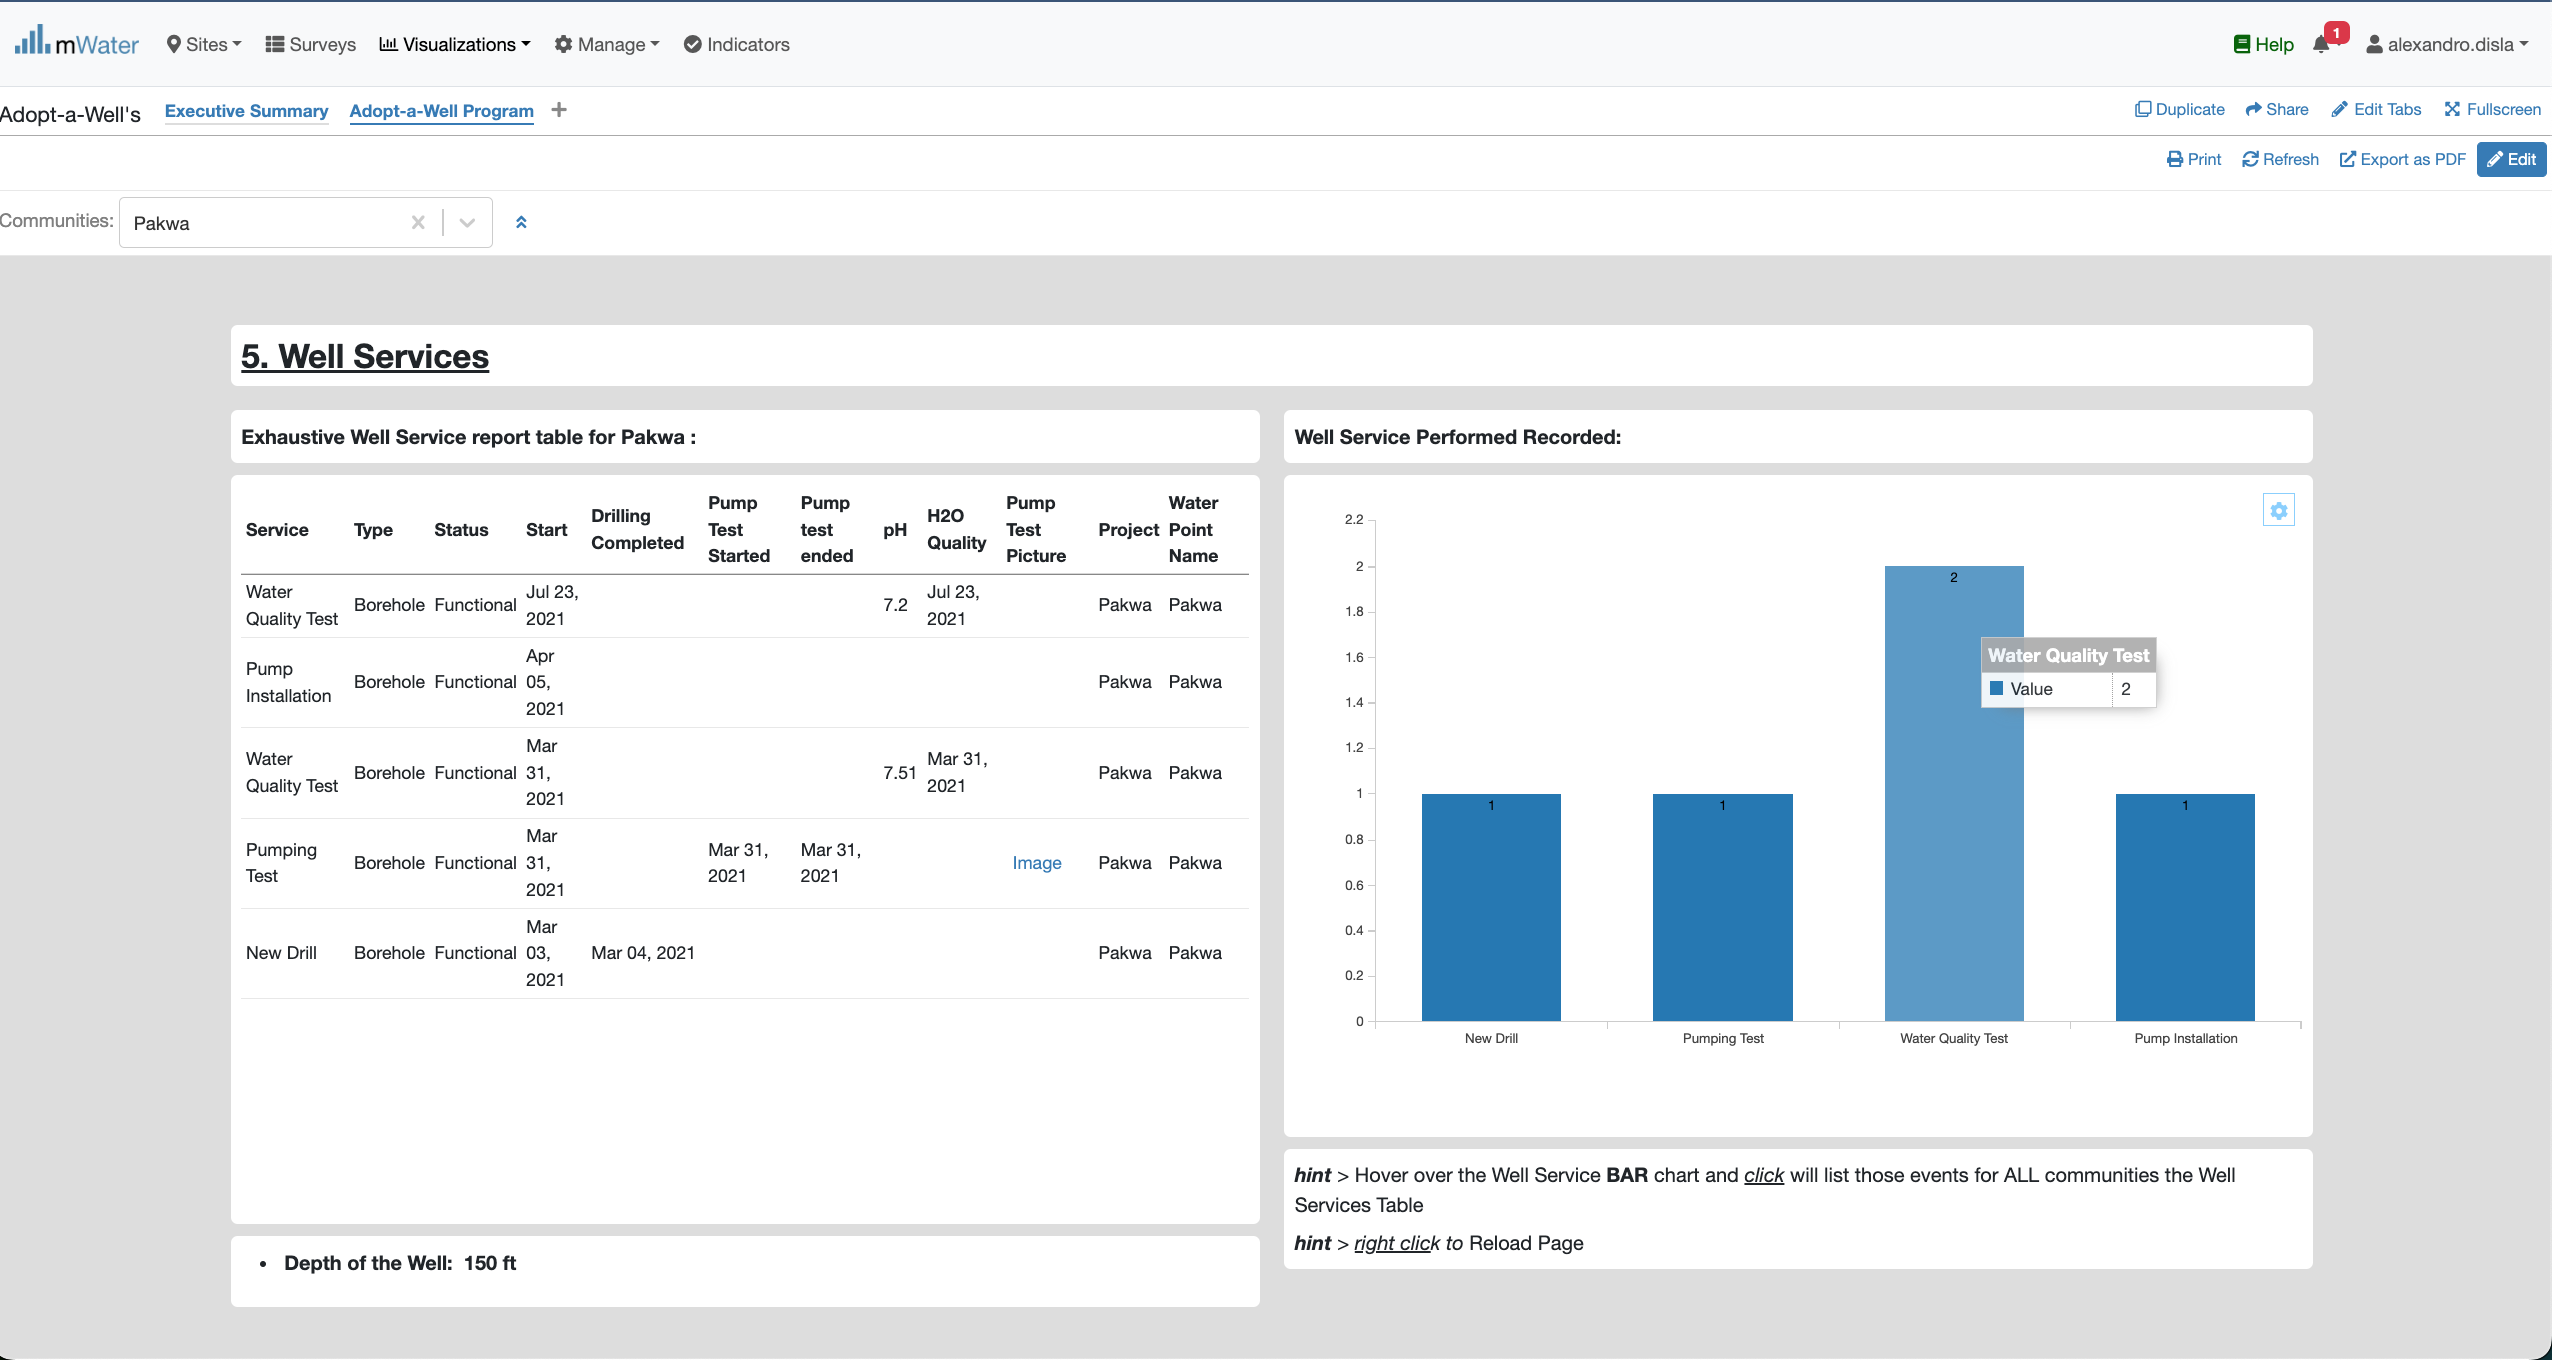 mWater Sites Surveys Visualizations Manage Indicators Help 1 alexandro.disla
Adopt-a-Well's Executive Summary Adopt-a-Well Program + Duplicate Share Edit Tabs Fullscreen
Print Refresh Export as PDF Edit
Communities: Pakwa
5. Well Services
Exhaustive Well Service report table for Pakwa :
Service Type Status Start Drilling Completed Pump Test Started Pump test ended pH H2O Quality Pump Test Picture Project Water Point Name
Water Quality Test Borehole Functional Jul 23, 2021 7.2 Jul 23, 2021 Pakwa Pakwa
Pump Installation Borehole Functional Apr 05, 2021 Pakwa Pakwa
Water Quality Test Borehole Functional Mar 31, 2021 7.51 Mar 31, 2021 Pakwa Pakwa
Pumping Test Borehole Functional Mar 31, 2021 Mar 31, 2021 Mar 31, 2021 Image Pakwa Pakwa
New Drill Borehole Functional Mar 03, 2021 Mar 04, 2021 Pakwa Pakwa
Depth of the Well: 150 ft
Well Service Performed Recorded:
2.2
2
1.8
1.6
1.4
1.2
1
0.8
0.6
0.4
0.2
0
1 1 2 1
Water Quality Test
Value 2
New Drill Pumping Test Water Quality Test Pump Installation
hint > Hover over the Well Service BAR chart and click will list those events for ALL communities the Well
Services Table
hint > right click to Reload Page